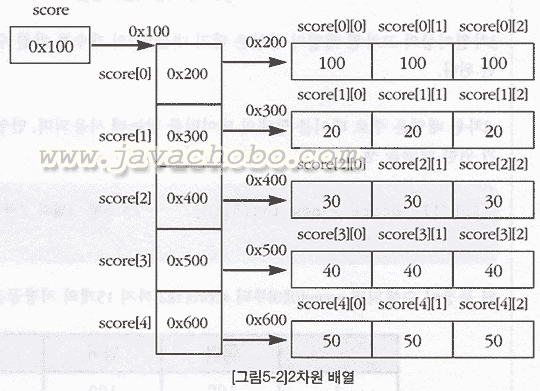 score
0x100
0x100
score[0] 0x200
score[1] 0x300
score[2] 0x400
score[3] 0x500
score[4] 0x600
0x200
score[0][0] score[0][1] score[0][2]
100 100 100
0x300
score[1][0] score[1][1] score[1][2]
20 20 20
0x400
score[2][0] score[2][1] score[2][2]
30 30 30
0x500
score[3][0] score[3][1] score[3][2]
40 40 40
0x600
score[4][0] score[4][1] score[4][2]
50 50 50
www.javachobo.com
[그림5-2]2차원 배열